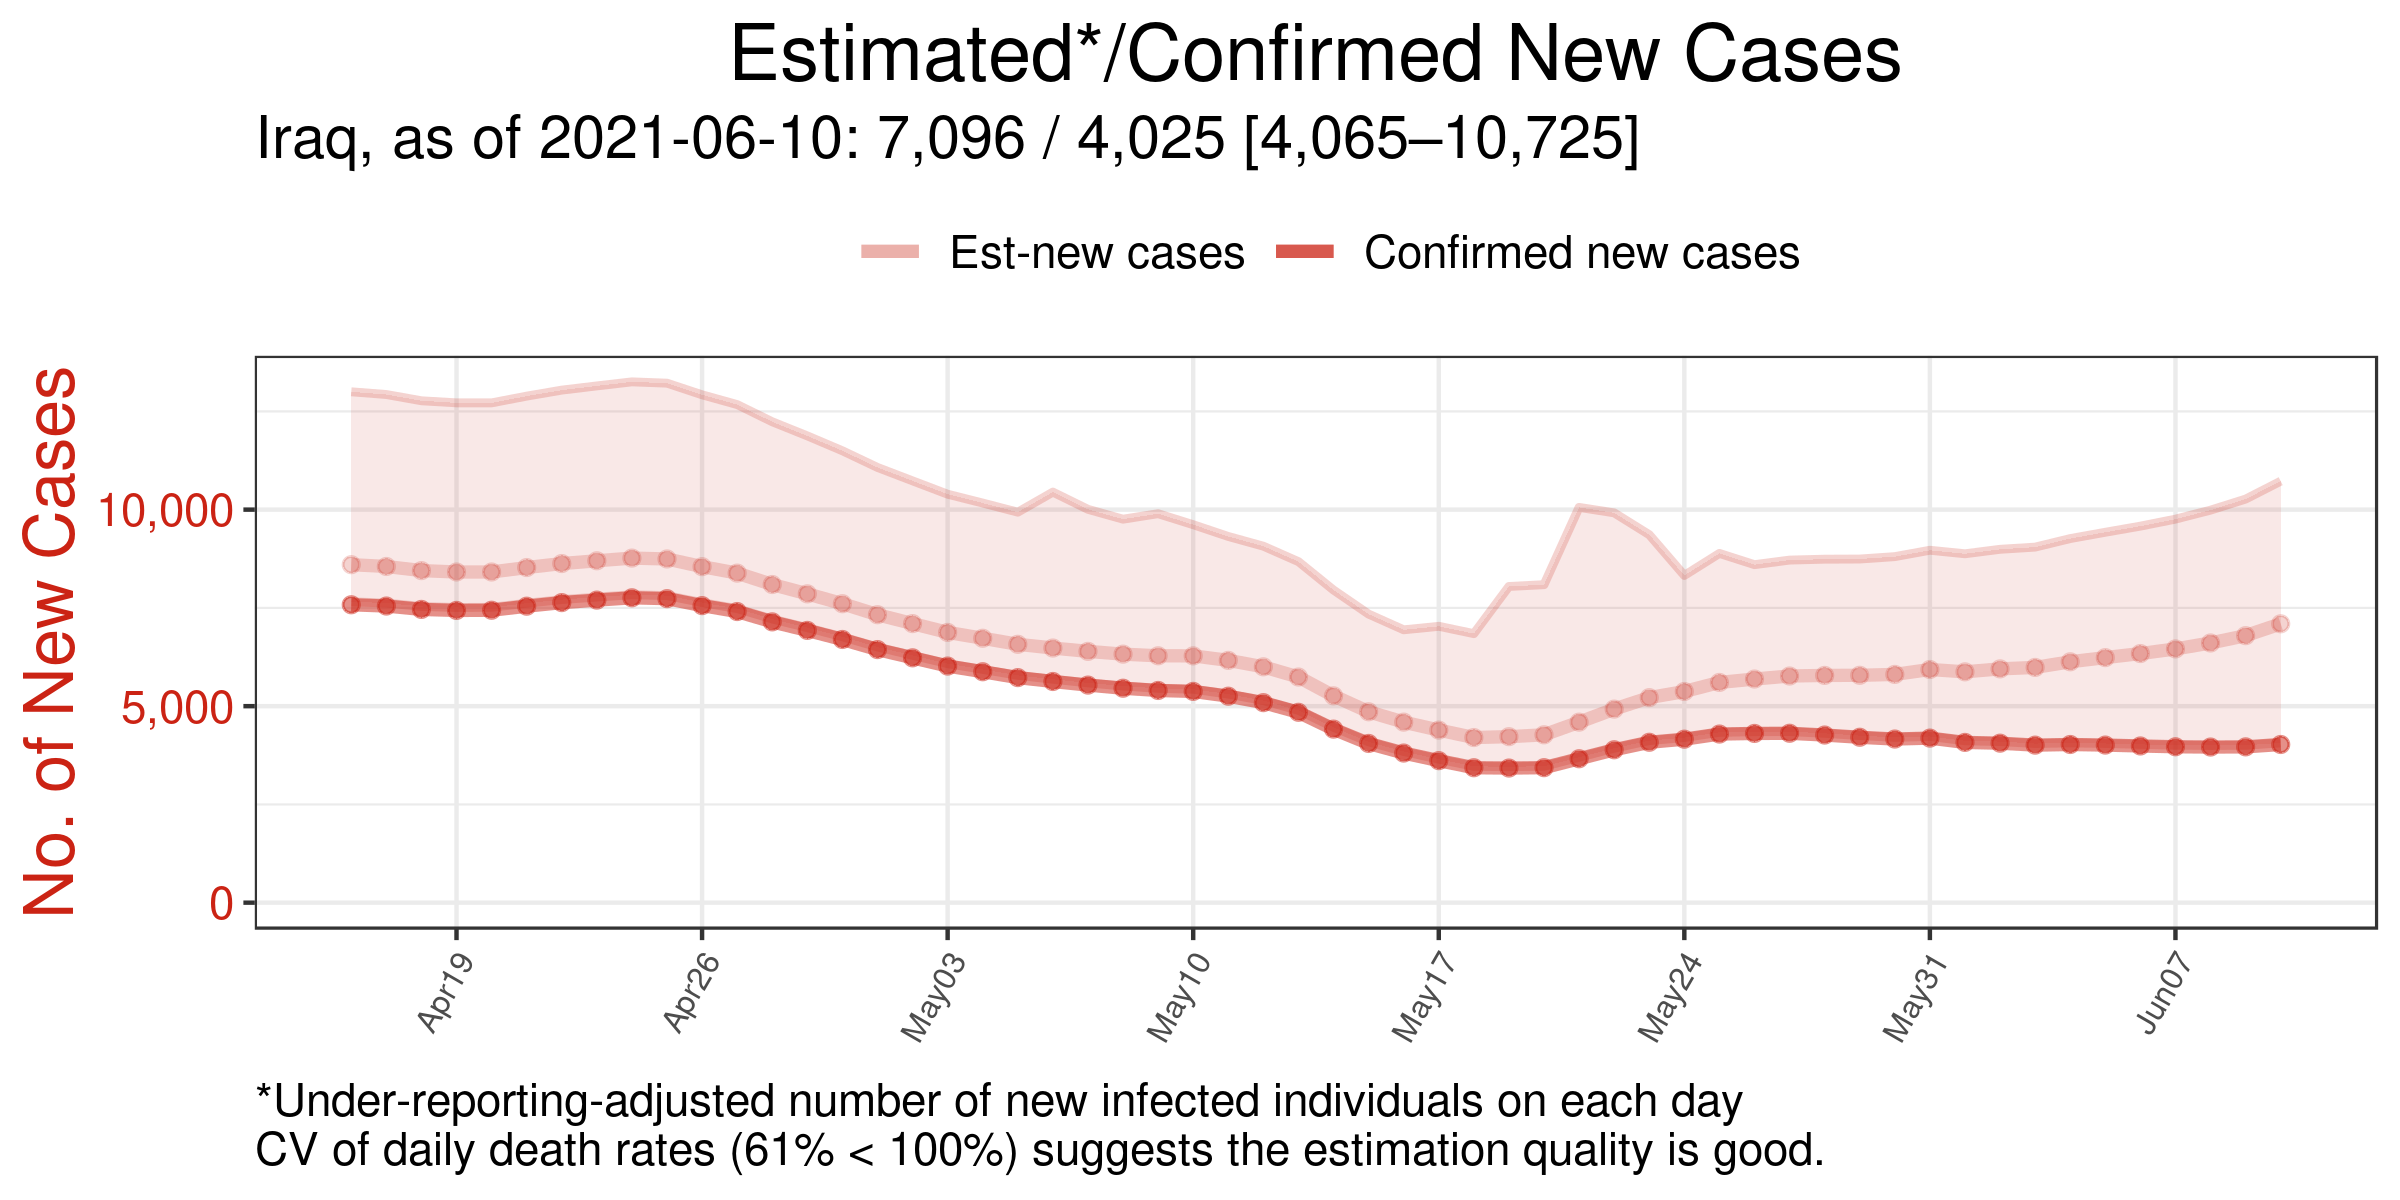 Estimated*/Confirmed New Cases
Iraq, as of 2021-06-10: 7,096 / 4,025 [4,065–10,725]
Est-new cases
Confirmed new cases
No. of New Cases
10,000
5,000
0
Apr19
Apr26
May03
May10
May17
May24
May31
Jun07
*Under-reporting-adjusted number of new infected individuals on each day
CV of daily death rates (61% < 100%) suggests the estimation quality is good.